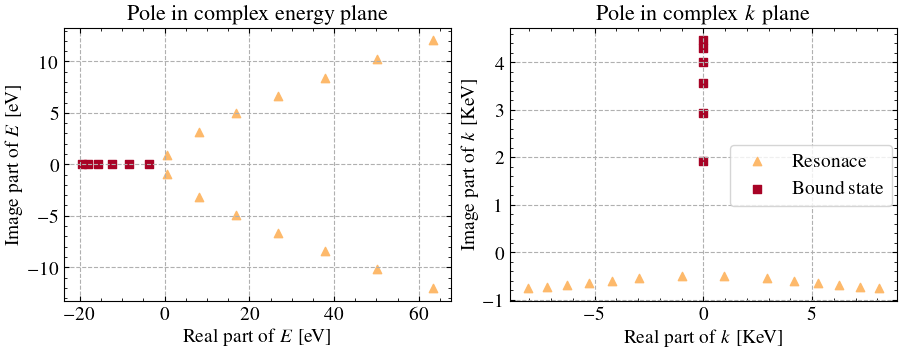 Pole in complex energy plane
10
5
0
−5
−10
Image part of E [eV]
−20 0 20 40 60
Real part of E [eV]
Pole in complex k plane
4
3
2
1
0
−1
Image part of k [KeV]
Resonace
Bound state
−5 0 5
Real part of k [KeV]